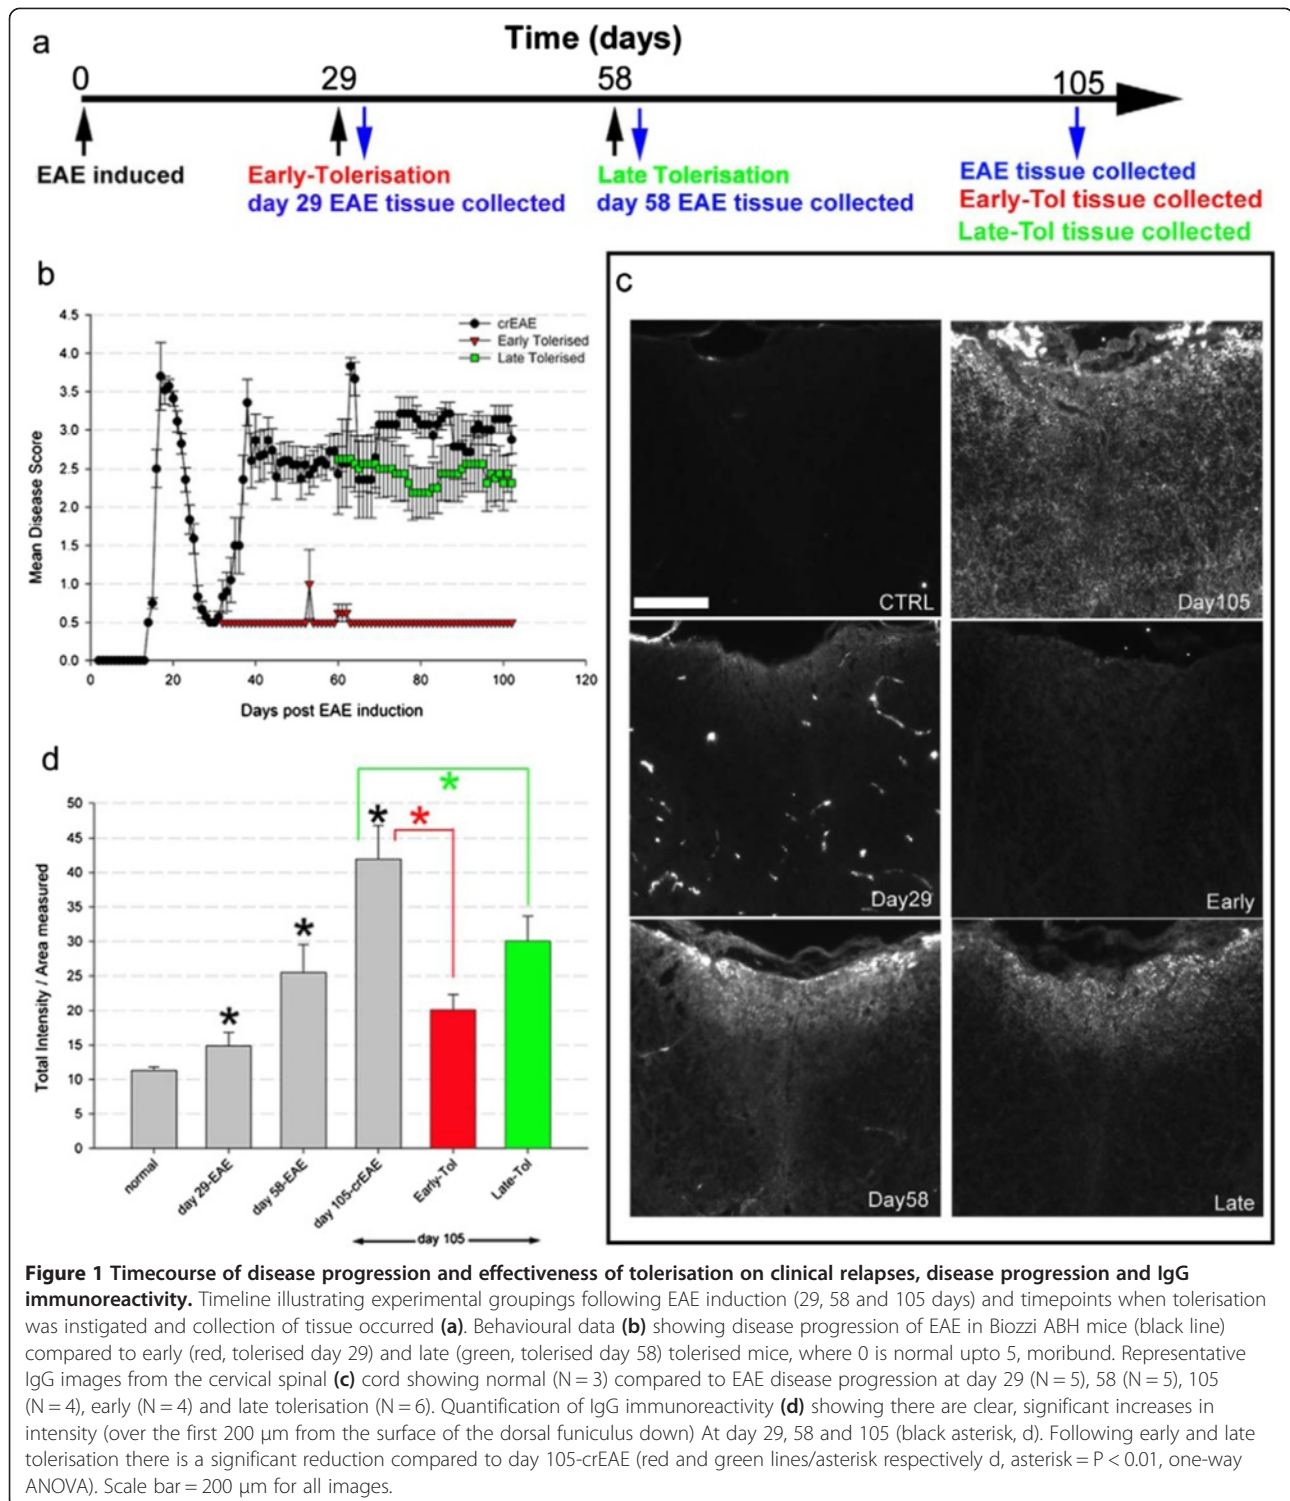 a
Time (days)
0
29
58
105
EAE induced
Early-Tolerisation
day 29 EAE tissue collected
Late Tolerisation
day 58 EAE tissue collected
EAE tissue collected
Early-Tol tissue collected
Late-Tol tissue collected
b
Mean Disease Score
4.5
4.0
3.5
3.0
2.5
2.0
1.5
1.0
0.5
0.0
crEAE
Early Tolerised
Late Tolerised
0
20
40
60
80
100
120
Days post EAE induction
c
CTRL
Day105
Day29
Early
Day58
Late
d
Total Intensity / Area measured
50
45
40
35
30
25
20
15
10
5
0
*
*
*
*
*
normal
day 29-EAE
day 58-EAE
day 105-crEAE
Early-Tol
Late-Tol
day 105
Figure 1 Timecourse of disease progression and effectiveness of tolerisation on clinical relapses, disease progression and IgG
immunoreactivity. Timeline illustrating experimental groupings following EAE induction (29, 58 and 105 days) and timepoints when tolerisation
was instigated and collection of tissue occurred (a). Behavioural data (b) showing disease progression of EAE in Biozzi ABH mice (black line)
compared to early (red, tolerised day 29) and late (green, tolerised day 58) tolerised mice, where 0 is normal upto 5, moribund. Representative
IgG images from the cervical spinal (c) cord showing normal (N = 3) compared to EAE disease progression at day 29 (N = 5), 58 (N = 5), 105
(N = 4), early (N = 4) and late tolerisation (N = 6). Quantification of IgG immunoreactivity (d) showing there are clear, significant increases in
intensity (over the first 200 μm from the surface of the dorsal funiculus down) At day 29, 58 and 105 (black asterisk, d). Following early and late
tolerisation there is a significant reduction compared to day 105-crEAE (red and green lines/asterisk respectively d, asterisk = P < 0.01, one-way
ANOVA). Scale bar = 200 μm for all images.